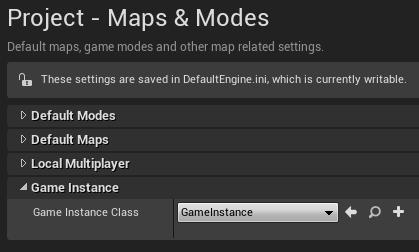 Project - Maps & Modes
Default maps, game modes and other map related settings.
These settings are saved in DefaultEngine.ini, which is currently writable.
Default Modes
Default Maps
Local Multiplayer
Game Instance
Game Instance Class GameInstance